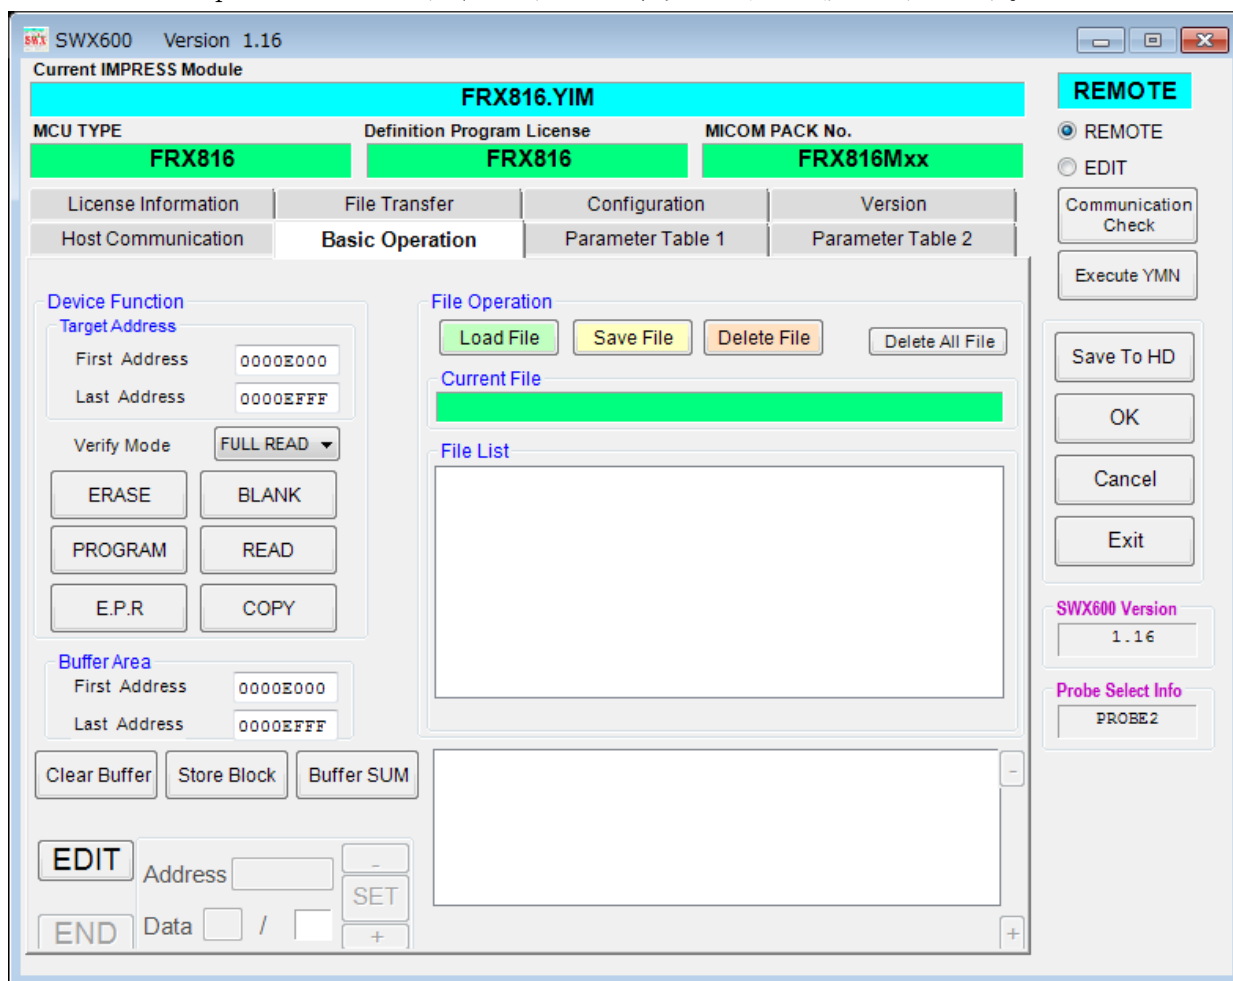 SWX600 Version 1.16
Current IMPRESS Module
FRX816.YIM
MCU TYPE Definition Program License MICOM PACK No.
FRX816 FRX816 FRX816Mxx
License Information File Transfer Configuration Version
Host Communication Basic Operation Parameter Table 1 Parameter Table 2
Device Function
Target Address
First Address 0000E000
Last Address 0000EFFF
Verify Mode FULL READ
ERASE BLANK
PROGRAM READ
E.P.R COPY
Buffer Area
First Address 0000E000
Last Address 0000EFFF
Clear Buffer Store Block Buffer SUM
EDIT
END
Address
Data /
-
SET
+
File Operation
Load File Save File Delete File Delete All File
Current File
File List
-
+
REMOTE
REMOTE
EDIT
Communication
Check
Execute YMN
Save To HD
OK
Cancel
Exit
SWX600 Version
1.16
Probe Select Info
PROBE2